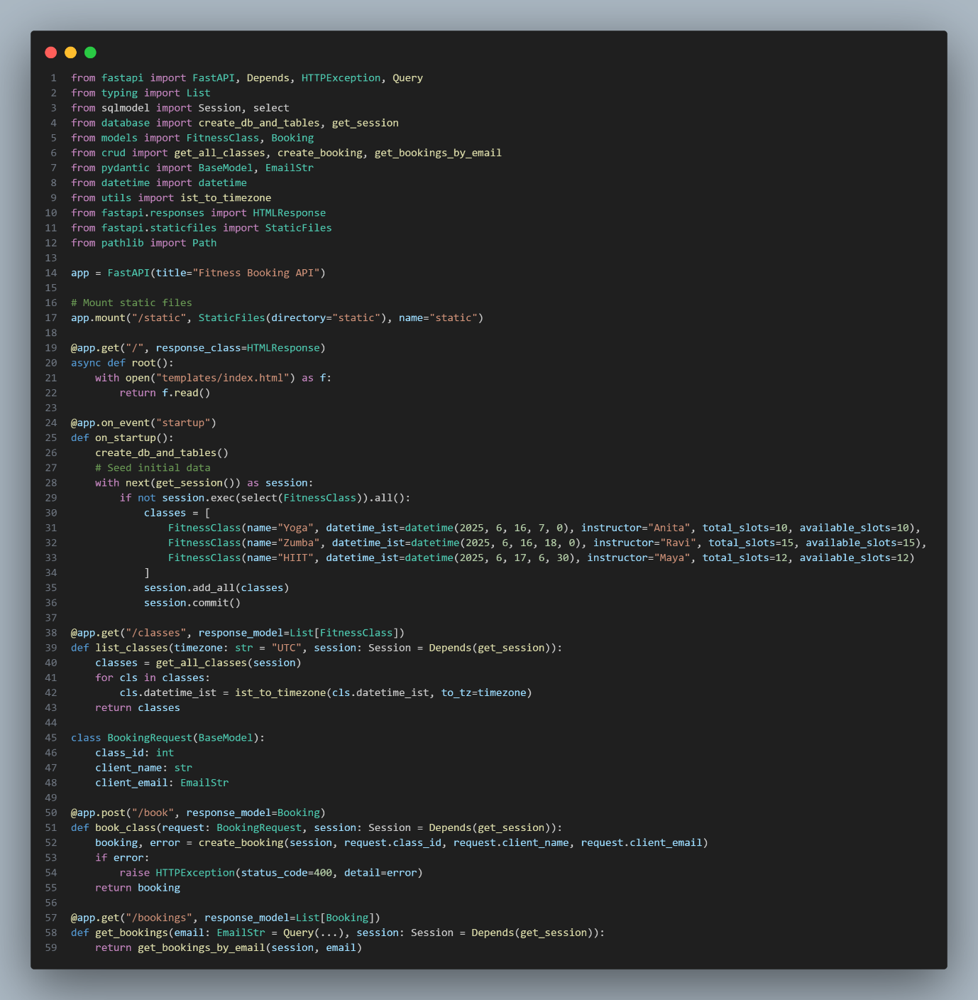 1 from fastapi import FastAPI, Depends, HTTPException, Query
2 from typing import List
3 from sqlmodel import Session, select
4 from database import create_db_and_tables, get_session
5 from models import FitnessClass, Booking
6 from crud import get_all_classes, create_booking, get_bookings_by_email
7 from pydantic import BaseModel, EmailStr
8 from datetime import datetime
9 from utils import ist_to_timezone
10 from fastapi.responses import HTMLResponse
11 from fastapi.staticfiles import StaticFiles
12 from pathlib import Path
13
14 app = FastAPI(title="Fitness Booking API")
15
16 # Mount static files
17 app.mount("/static", StaticFiles(directory="static"), name="static")
18
19 @app.get("/", response_class=HTMLResponse)
20 async def root():
21     with open("templates/index.html") as f:
22         return f.read()
23
24 @app.on_event("startup")
25 def on_startup():
26     create_db_and_tables()
27     # Seed initial data
28     with next(get_session()) as session:
29         if not session.exec(select(FitnessClass)).all():
30             classes = [
31                 FitnessClass(name="Yoga", datetime_ist=datetime(2025, 6, 16, 7, 0), instructor="Anita", total_slots=10, available_slots=10),
32                 FitnessClass(name="Zumba", datetime_ist=datetime(2025, 6, 16, 18, 0), instructor="Ravi", total_slots=15, available_slots=15),
33                 FitnessClass(name="HIIT", datetime_ist=datetime(2025, 6, 17, 6, 30), instructor="Maya", total_slots=12, available_slots=12)
34             ]
35             session.add_all(classes)
36             session.commit()
37
38 @app.get("/classes", response_model=List[FitnessClass])
39 def list_classes(timezone: str = "UTC", session: Session = Depends(get_session)):
40     classes = get_all_classes(session)
41     for cls in classes:
42         cls.datetime_ist = ist_to_timezone(cls.datetime_ist, to_tz=timezone)
43     return classes
44
45 class BookingRequest(BaseModel):
46     class_id: int
47     client_name: str
48     client_email: EmailStr
49
50 @app.post("/book", response_model=Booking)
51 def book_class(request: BookingRequest, session: Session = Depends(get_session)):
52     booking, error = create_booking(session, request.class_id, request.client_name, request.client_email)
53     if error:
54         raise HTTPException(status_code=400, detail=error)
55     return booking
56
57 @app.get("/bookings", response_model=List[Booking])
58 def get_bookings(email: EmailStr = Query(...), session: Session = Depends(get_session)):
59     return get_bookings_by_email(session, email)